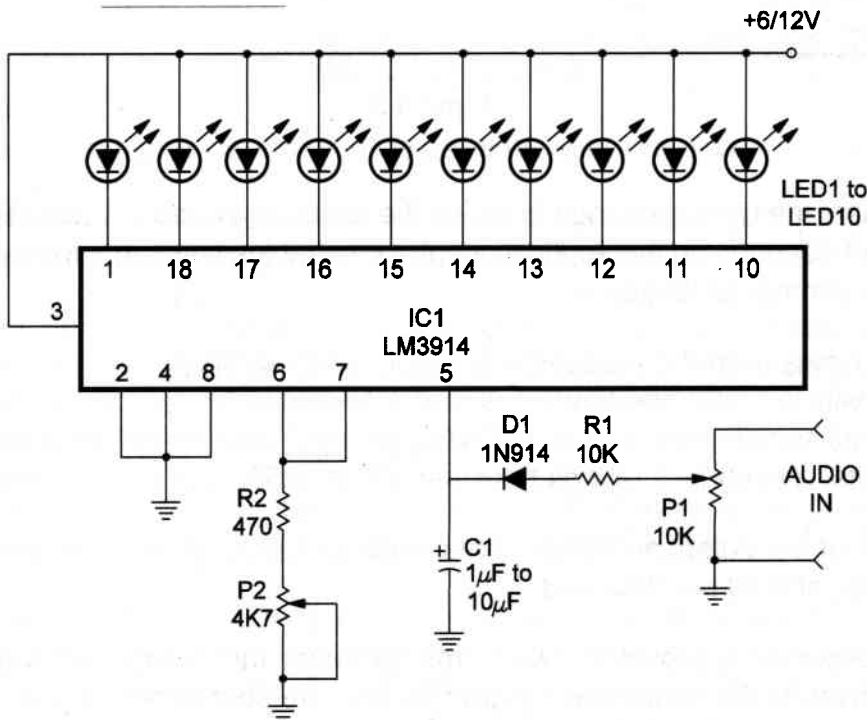 +6/12V
LED1 to
LED10
1 18 17 16 15 14 13 12 11 10
3
IC1
LM3914
2 4 8 6 7 5
D1
1N914
R1
10K
AUDIO
IN
P1
10K
R2
470
C1
+
1μF to
10μF
P2
4K7